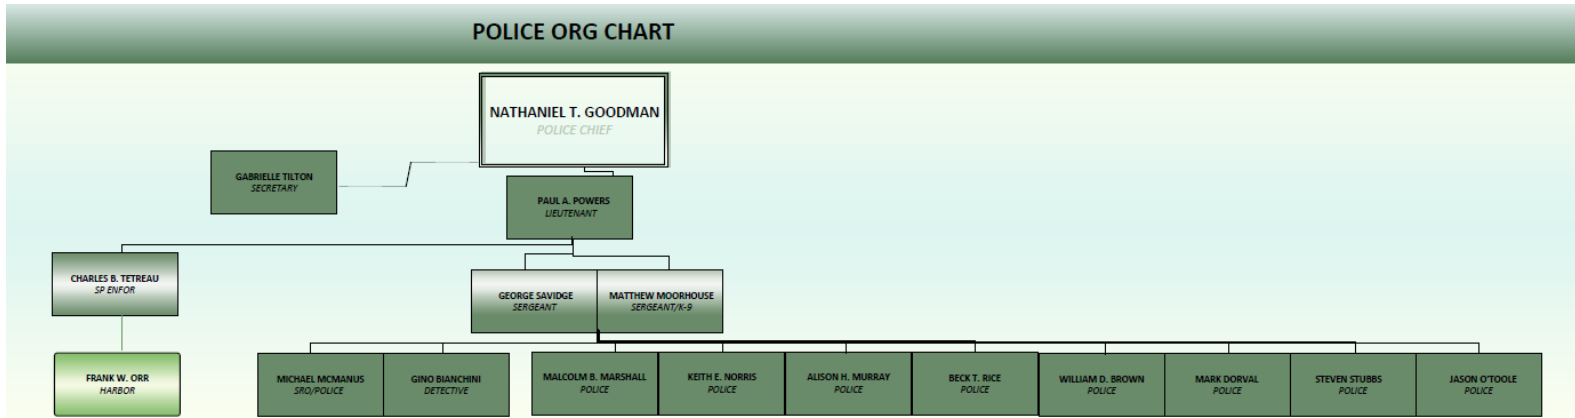 POLICE ORG CHART
NATHANIEL T. GOODMAN
POLICE CHIEF
GABRIELLE TILTON
SECRETARY
PAUL A. POWERS
LIEUTENANT
CHARLES B. TETREAU
SP ENFOR
GEORGE SAVIDGE
SERGEANT
MATTHEW MOORHOUSE
SERGEANT/K-9
FRANK W. ORR
HARBOR
MICHAEL MCMANUS
SRO/POLICE
GINO BIANCHINI
DETECTIVE
MALCOLM B. MARSHALL
POLICE
KEITH E. NORRIS
POLICE
ALISON H. MURRAY
POLICE
BECK T. RICE
POLICE
WILLIAM D. BROWN
POLICE
MARK DORVAL
POLICE
STEVEN STUBBS
POLICE
JASON O'TOOLE
POLICE